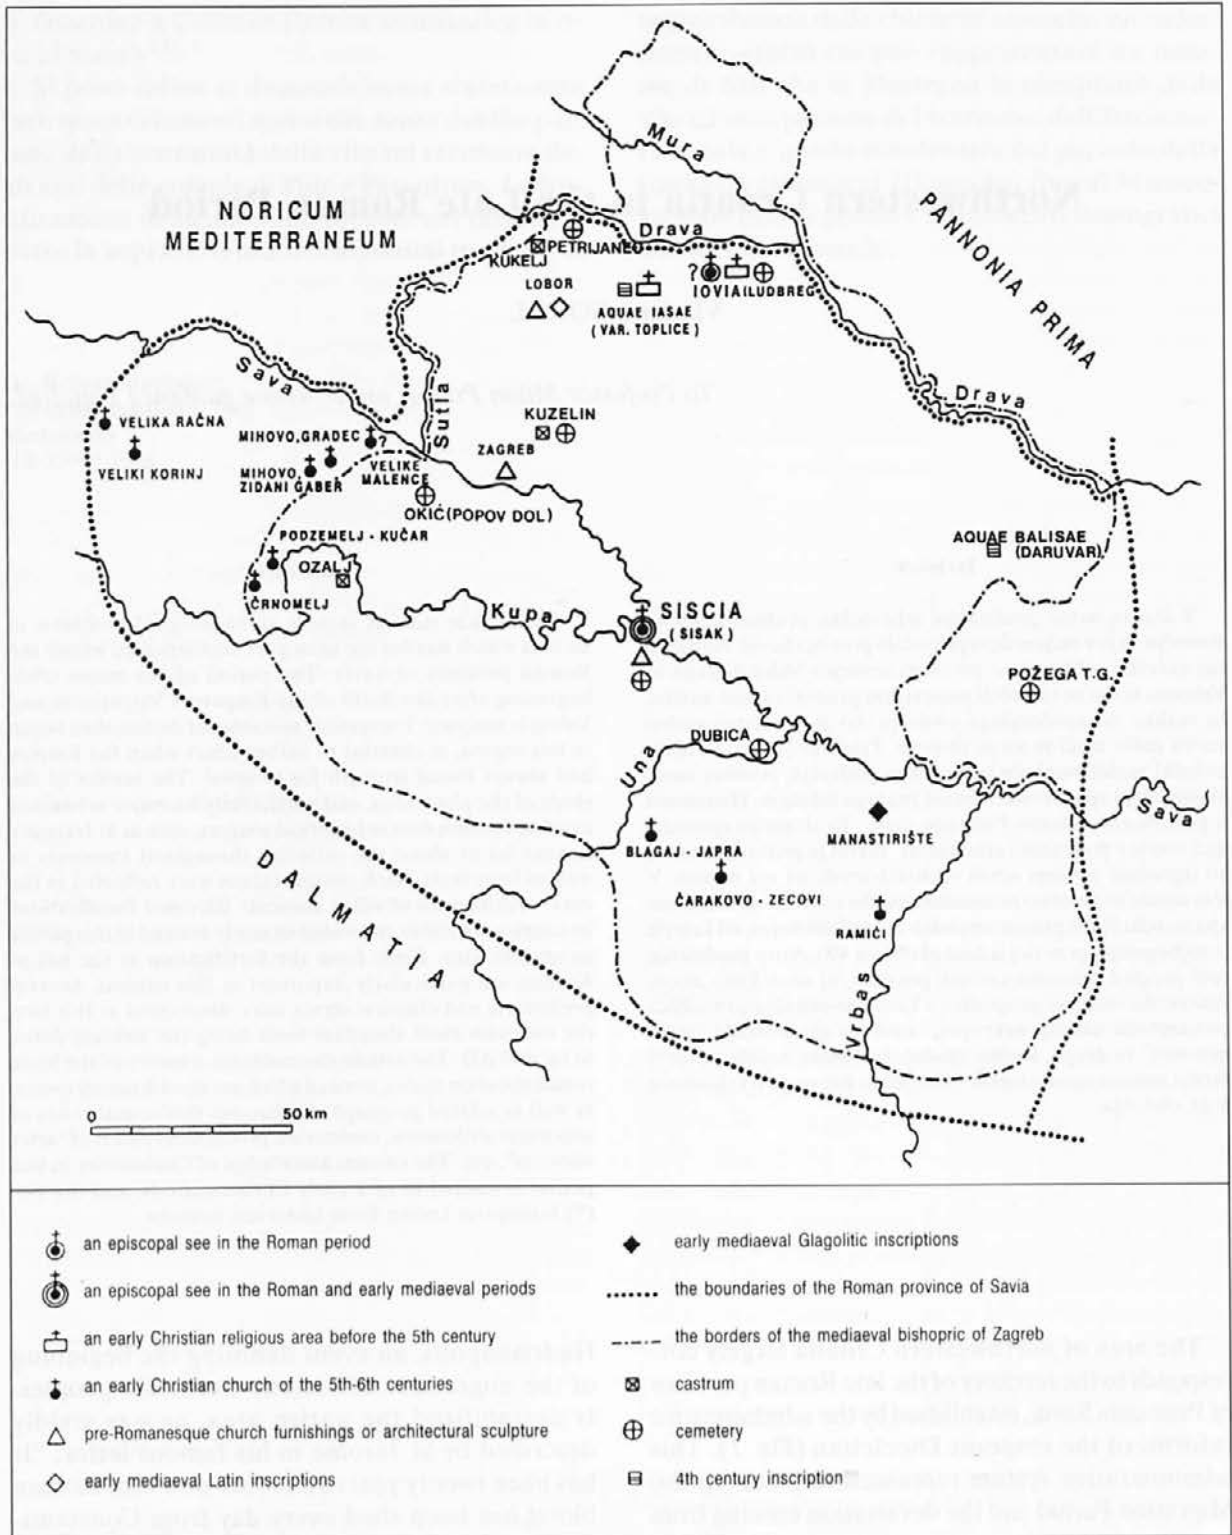 NORICUM
MEDITERRANEUM
Mura
PANNONIA PRIMA
Drava
PETRIJANEC
KUKELJ
LOBOR
?
IOVIA(LUDBREG
AQUAE IASAE
(VAR. TOPLICE)
Sava
Sutla
Drava
VELIKA RAČNA
VELIKI KORINJ
MIHOVO, GRADEC
?
MIHOVO,
ZIDANI GABER
VELIKE
MALENCE
KUZELIN
ZAGREB
OKIĆ(POPOV DOL)
PODZEMELJ - KUČAR
OZALJ
ČRNOMELJ
AQUAE BALISAE
(DARUVAR)
Kupa
SISCIA
(SISAK)
POŽEGA T.G.
DUBICA
Una
Sava
MANASTIRIŠTE
BLAGAJ - JAPRA
ČARAKOVO - ZECOVI
RAMIĆI
DALMATIA
Vrbas
0 50 km
an episcopal see in the Roman period
an episcopal see in the Roman and early mediaeval periods
an early Christian religious area before the 5th century
an early Christian church of the 5th-6th centuries
pre-Romanesque church furnishings or architectural sculpture
early mediaeval Latin inscriptions
early mediaeval Glagolitic inscriptions
the boundaries of the Roman province of Savia
the borders of the mediaeval bishopric of Zagreb
castrum
cemetery
4th century inscription